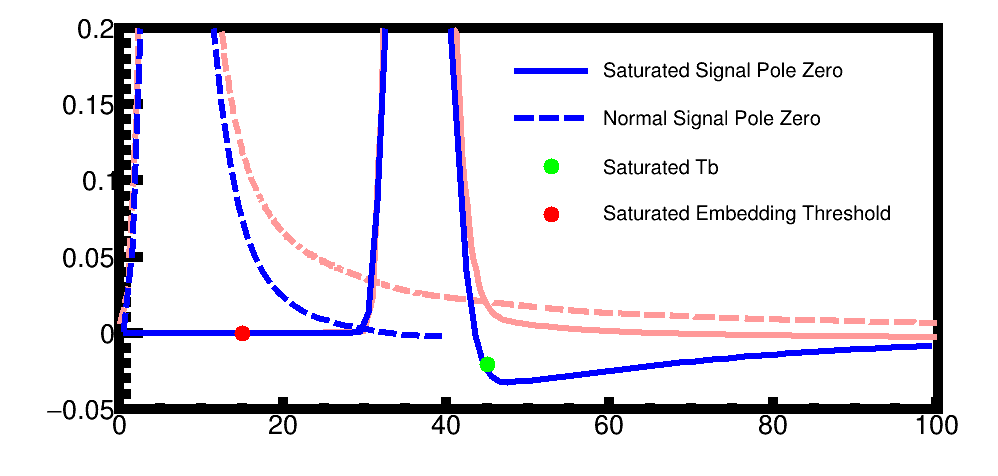 0.2
0.15
0.1
0.05
0
−0.05
Saturated Signal Pole Zero
Normal Signal Pole Zero
Saturated Tb
Saturated Embedding Threshold
0 20 40 60 80 100